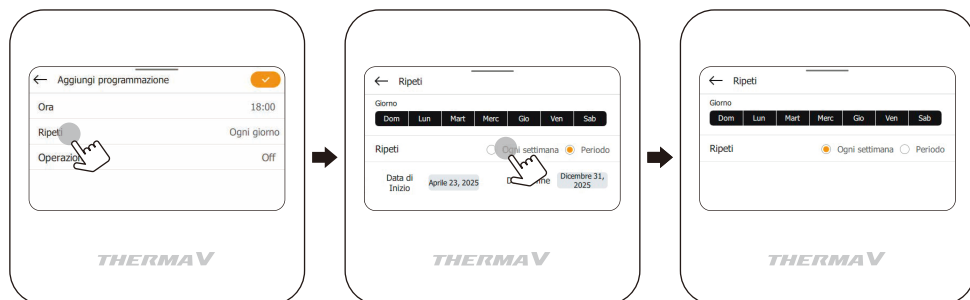 ← Aggiungi programmazione
Ora 18:00
Ripeti Ogni giorno
Operazion Off
THERMA V
← Ripeti
Giorno
Dom Lun Mart Merc Gio Ven Sab
Ripeti Ogni settimana Periodo
Data di Inizio Aprile 23, 2025 Dicembre 31, 2025
THERMA V
← Ripeti
Giorno
Dom Lun Mart Merc Gio Ven Sab
Ripeti Ogni settimana Periodo
THERMA V